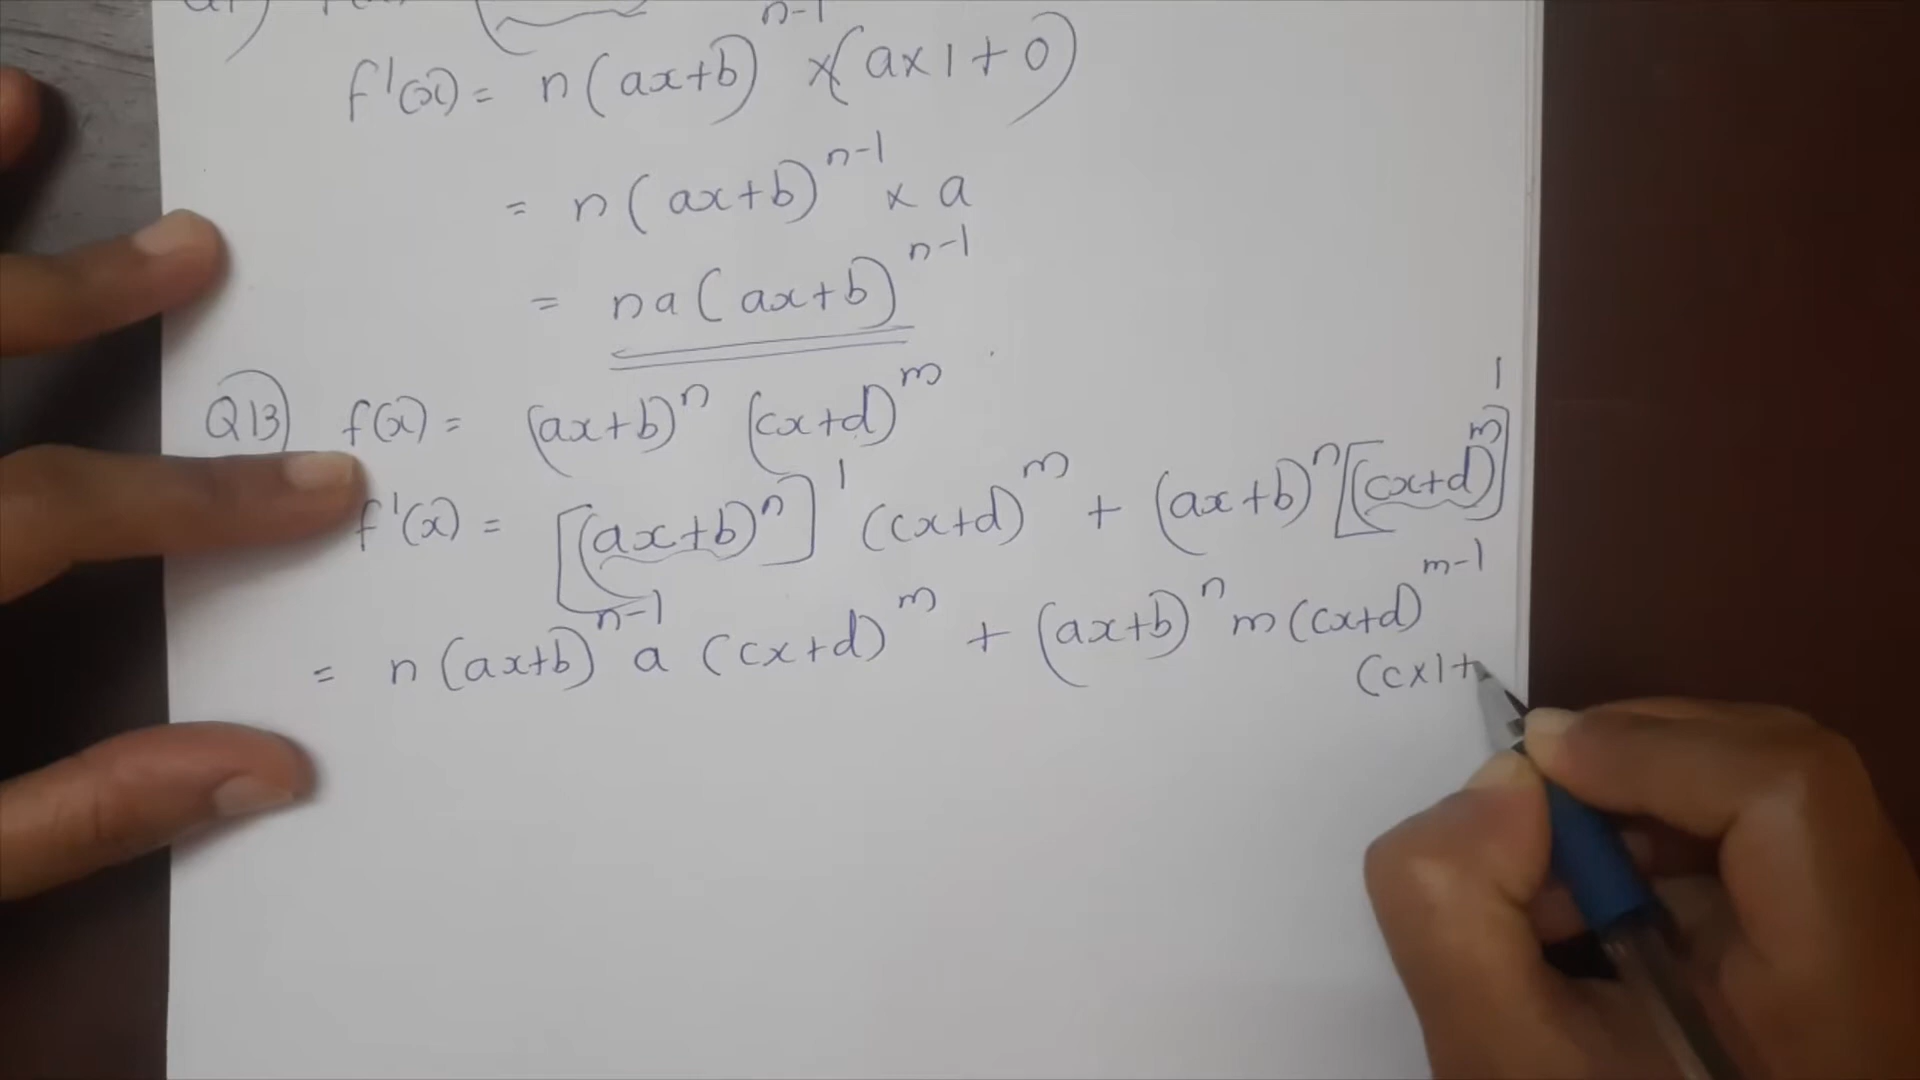 f'(x) = n(ax+b)^{n-1} ×(a×1+0)
= n(ax+b)^{n-1} × a
= na(ax+b)^{n-1}
Q13) f(x) = (ax+b)^n (cx+d)^m
f'(x) = [(ax+b)^n]' (cx+d)^m + (ax+b)^n [(cx+d)^m]'
= n(ax+b)^{n-1} a (cx+d)^m + (ax+b)^n m(cx+d)^{m-1}
(c×1+